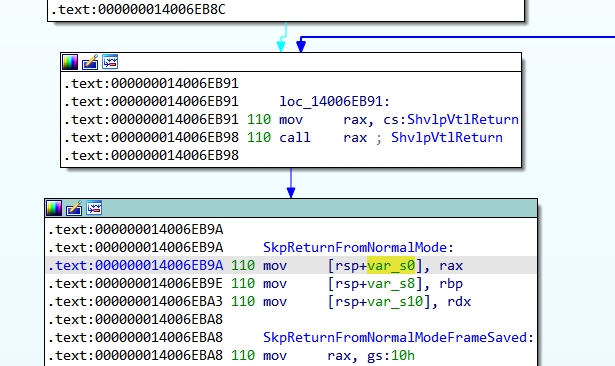 .text:000000014006EB8C
.text:000000014006EB91
.text:000000014006EB91 loc_14006EB91:
.text:000000014006EB91 110 mov rax, cs:ShvlpVtlReturn
.text:000000014006EB98 110 call rax ; ShvlpVtlReturn
.text:000000014006EB98
.text:000000014006EB9A
.text:000000014006EB9A SkpReturnFromNormalMode:
.text:000000014006EB9A 110 mov [rsp+var_s0], rax
.text:000000014006EB9E 110 mov [rsp+var_s8], rbp
.text:000000014006EBA3 110 mov [rsp+var_s10], rdx
.text:000000014006EBA8
.text:000000014006EBA8 SkpReturnFromNormalModeFrameSaved:
.text:000000014006EBA8 110 mov rax, gs:10h